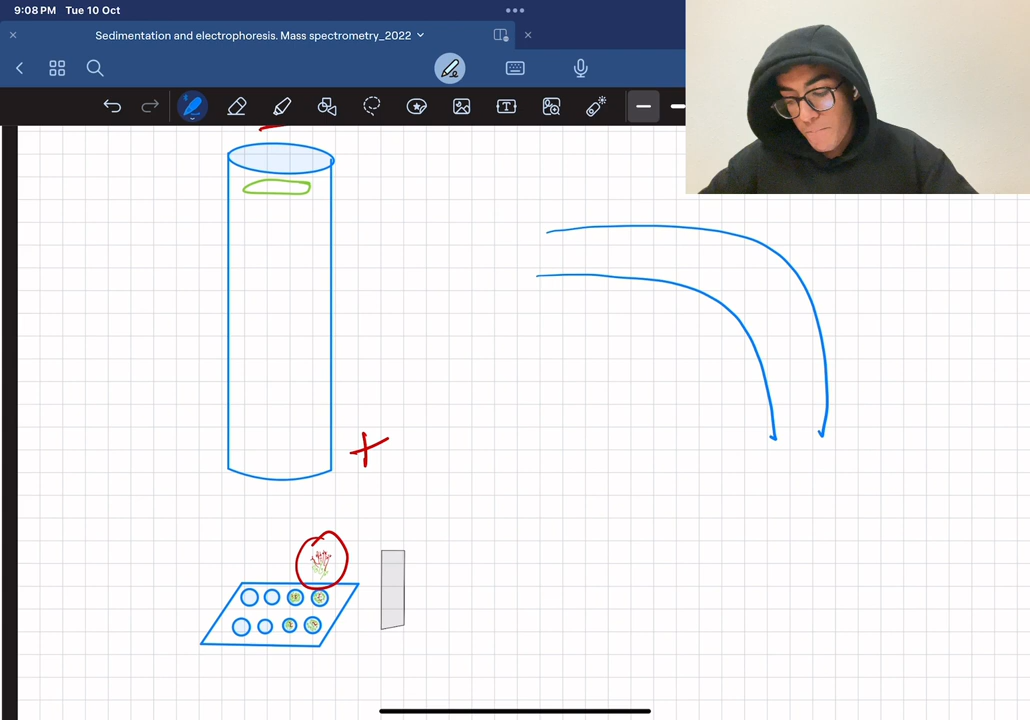 9:08 PM Tue 10 Oct
Sedimentation and electrophoresis. Mass spectrometry_2022
T
+